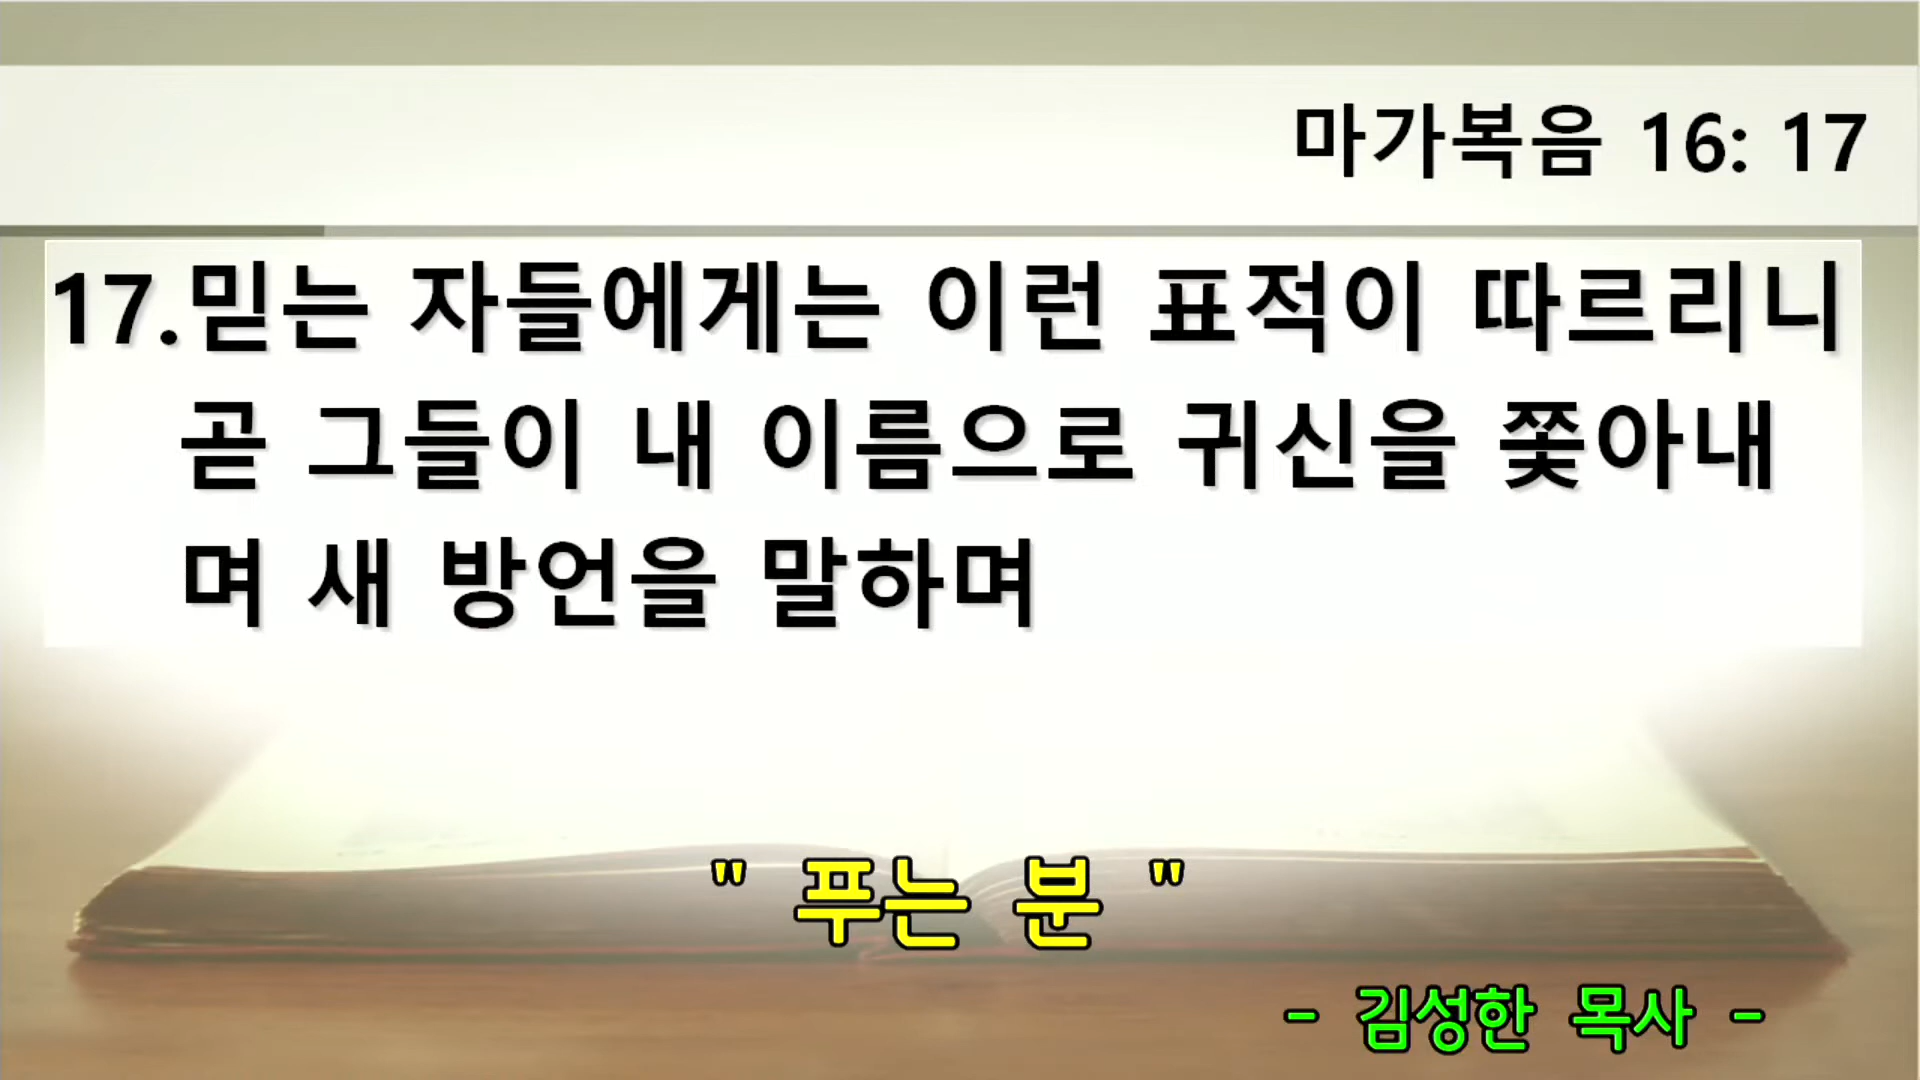 마가복음 16: 17
17.믿는 자들에게는 이런 표적이 따르리니
곧 그들이 내 이름으로 귀신을 쫓아내
며 새 방언을 말하며
" 푸는 분 "
- 김성한 목사 -